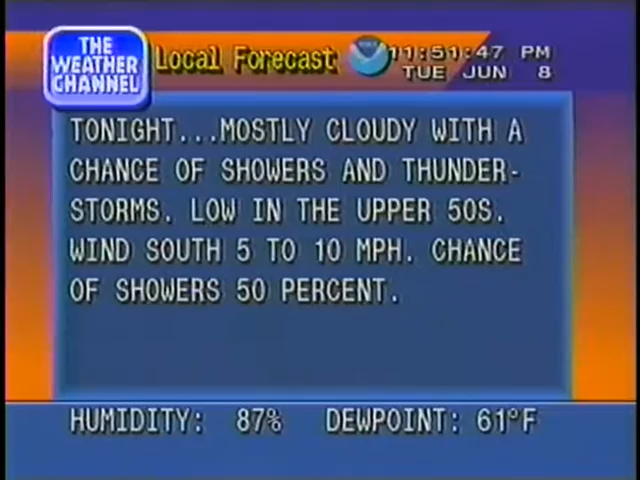 THE
WEATHER
CHANNEL
Local Forecast
11:51:47 PM
TUE JUN 8
TONIGHT...MOSTLY CLOUDY WITH A
CHANCE OF SHOWERS AND THUNDER-
STORMS. LOW IN THE UPPER 50S.
WIND SOUTH 5 TO 10 MPH. CHANCE
OF SHOWERS 50 PERCENT.
HUMIDITY: 87% DEWPOINT: 61°F